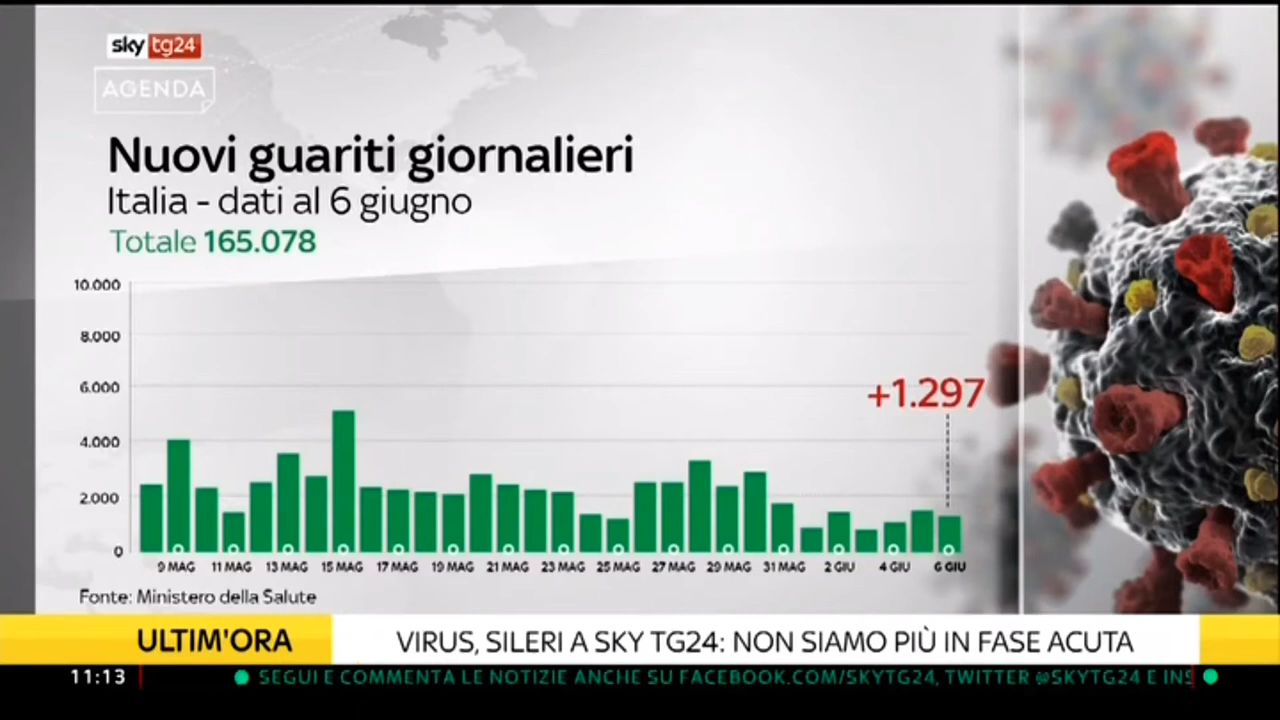 sky tg24
AGENDA
Nuovi guariti giornalieri
Italia - dati al 6 giugno
Totale 165.078
10.000
8.000
6.000
4.000
2.000
0
+1.297
9 MAG 11 MAG 13 MAG 15 MAG 17 MAG 19 MAG 21 MAG 23 MAG 25 MAG 27 MAG 29 MAG 31 MAG 2 GIU 4 GIU 6 GIU
Fonte: Ministero della Salute
ULTIM'ORA VIRUS, SILERI A SKY TG24: NON SIAMO PIÙ IN FASE ACUTA
11:13 SEGUI E COMMENTA LE NOTIZIE ANCHE SU FACEBOOK.COM/SKYTG24, TWITTER @SKYTG24 E INS